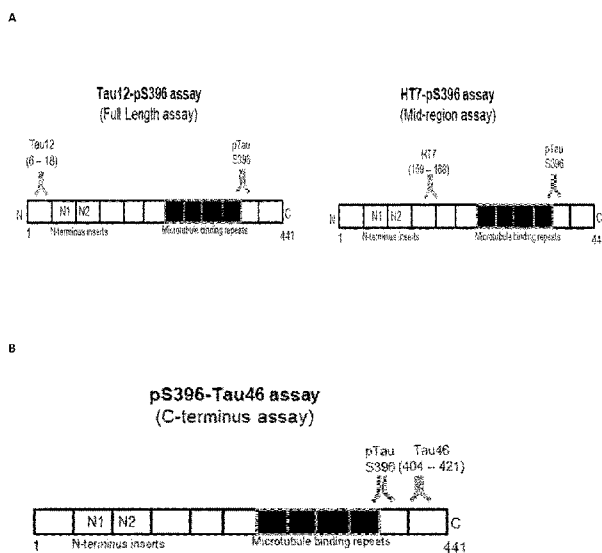 A
Tau12-pS396 assay
(Full Length assay)
HT7-pS396 assay
(Mid-region assay)
Tau12
(6 – 18)
pTau
S396
HT7
(159 – 168)
pTau
S396
N N1 N2 C
1 N-terminus inserts Microtubule binding repeats 441
N N1 N2 C
1 N-terminus inserts Microtubule binding repeats 44
B
pS396-Tau46 assay
(C-terminus assay)
pTau Tau46
S396 (404 – 421)
N1 N2 C
1 N-terminus inserts Microtubule binding repeats 441